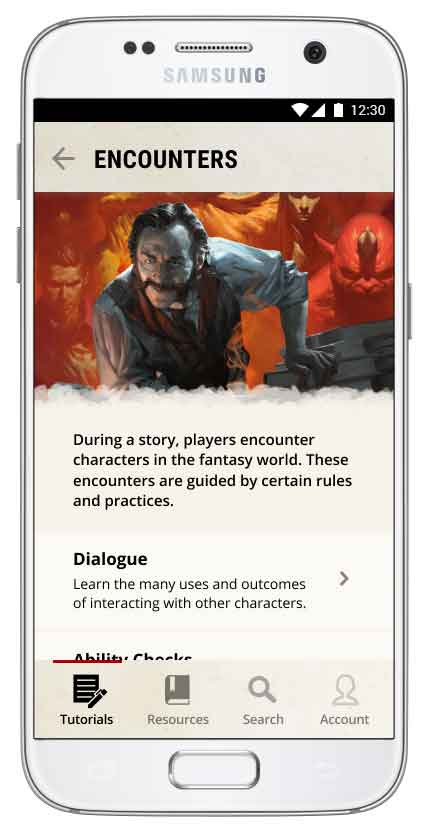 SAMSUNG
12:30
ENCOUNTERS
During a story, players encounter
characters in the fantasy world. These
encounters are guided by certain rules
and practices.
Dialogue
Learn the many uses and outcomes
of interacting with other characters.
Ability Checks
Tutorials
Resources
Search
Account